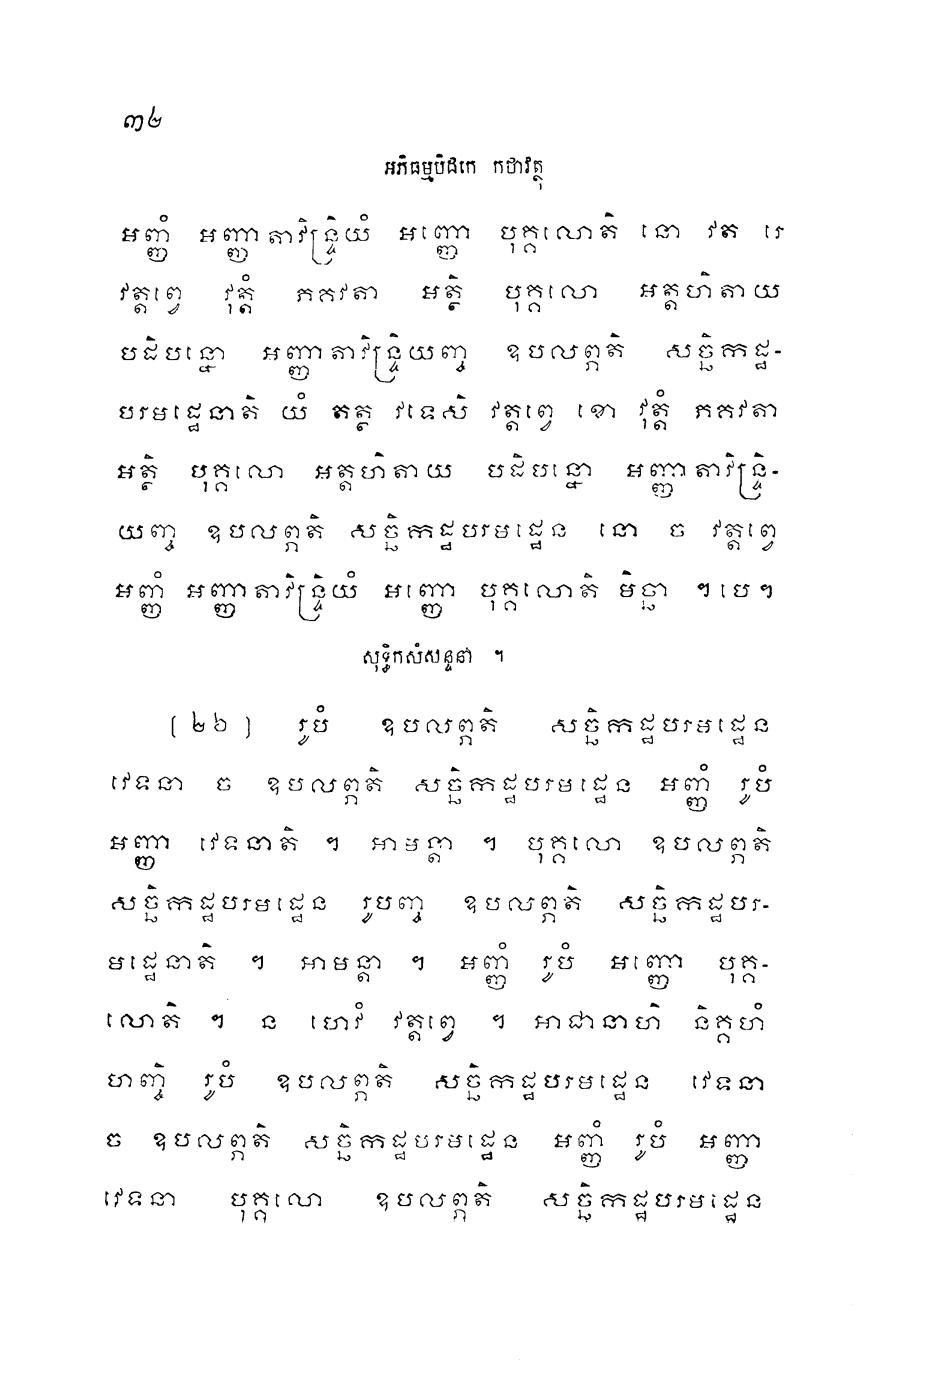 ៣២
អភិធម្មបិដកេ កថាវត្ថុ
អញ្ញំ អញ្ញាតាវិន្ទ្រិយំ អញ្ញោ បុគ្គលោតិ នោ វត រេ
វត្តព្វេ វុត្តំ ភគវតា អត្ថិ បុគ្គលោ អត្តហិតាយ
បដិបន្នោ អញ្ញាតាវិន្ទ្រិយញ្ច ឧបលព្ភតិ សច្ឆិកដ្ឋ-
បរមដ្ឋេនាតិ យំ តត្ថ វទេសិ វត្តព្វេ ខោ វុត្តំ ភគវតា
អត្ថិ បុគ្គលោ អត្តហិតាយ បដិបន្នោ អញ្ញាតាវិន្ទ្រិ-
យញ្ច ឧបលព្ភតិ សច្ឆិកដ្ឋបរមដ្ឋេន នោ ច វត្តព្វេ
អញ្ញំ អញ្ញាតាវិន្ទ្រិយំ អញ្ញោ បុគ្គលោតិ មិច្ឆា ។បេ។
សុទ្ធិកសំសន្ទនា ។
(២៦) រូបំ ឧបលព្ភតិ សច្ឆិកដ្ឋបរមដ្ឋេន
វេទនា ច ឧបលព្ភតិ សច្ឆិកដ្ឋបរមដ្ឋេន អញ្ញំ រូបំ
អញ្ញា វេទនាតិ ។ អាមន្តា ។ បុគ្គលោ ឧបលព្ភតិ
សច្ឆិកដ្ឋបរមដ្ឋេន រូបញ្ច ឧបលព្ភតិ សច្ឆិកដ្ឋបរ-
មដ្ឋេនាតិ ។ អាមន្តា ។ អញ្ញំ រូបំ អញ្ញោ បុគ្គ-
លោតិ ។ ន ហេវំ វត្តព្វេ ។ អាជានាហិ និគ្គហំ
ហញ្ចិ រូបំ ឧបលព្ភតិ សច្ឆិកដ្ឋបរមដ្ឋេន វេទនា
ច ឧបលព្ភតិ សច្ឆិកដ្ឋបរមដ្ឋេន អញ្ញំ រូបំ អញ្ញា
វេទនា បុគ្គលោ ឧបលព្ភតិ សច្ឆិកដ្ឋបរមដ្ឋេន